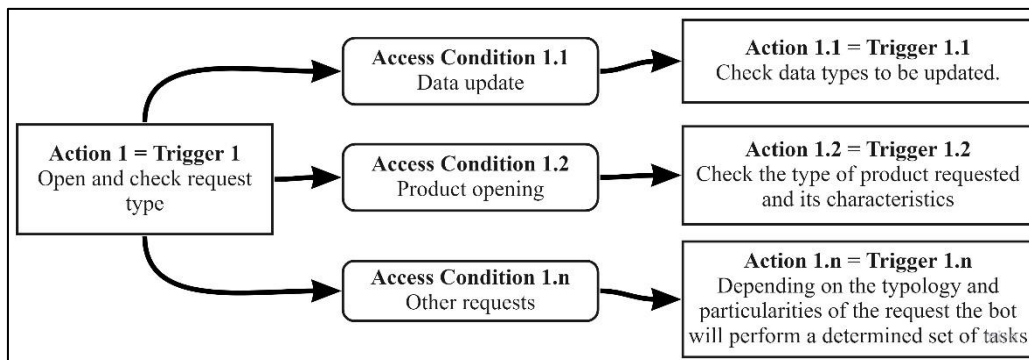 Action 1 = Trigger 1
Open and check request
type
Access Condition 1.1
Data update
Access Condition 1.2
Product opening
Access Condition 1.n
Other requests
Action 1.1 = Trigger 1.1
Check data types to be updated.
Action 1.2 = Trigger 1.2
Check the type of product requested
and its characteristics
Action 1.n = Trigger 1.n
Depending on the typology and
particularities of the request the bot
will perform a determined set of tasks